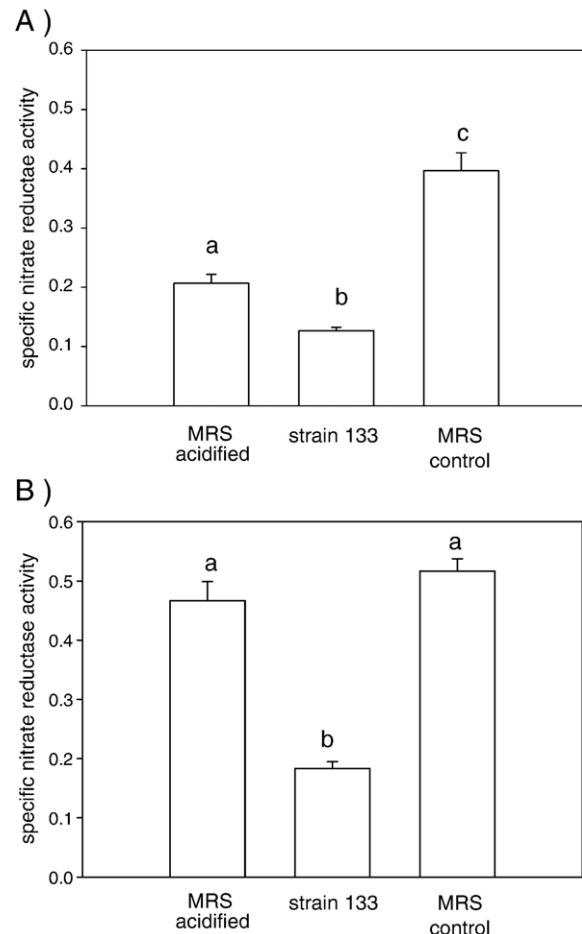 A )
specific nitrate reductae activity
0.6
0.5
0.4
0.3
0.2
0.1
0.0
a
b
c
MRS
acidified
strain 133
MRS
control
B )
specific nitrate reductase activity
0.6
0.5
0.4
0.3
0.2
0.1
0.0
a
b
a
MRS
acidified
strain 133
MRS
control